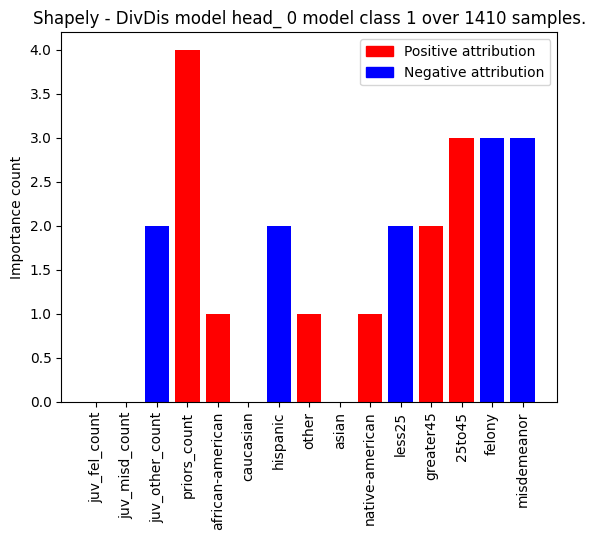 Shapely - DivDis model head_ 0 model class 1 over 1410 samples.
Positive attribution
Negative attribution
Importance count
4.0
3.5
3.0
2.5
2.0
1.5
1.0
0.5
0.0
juv_fel_count
juv_misd_count
juv_other_count
priors_count
african-american
caucasian
hispanic
other
asian
native-american
less25
greater45
25to45
felony
misdemeanor